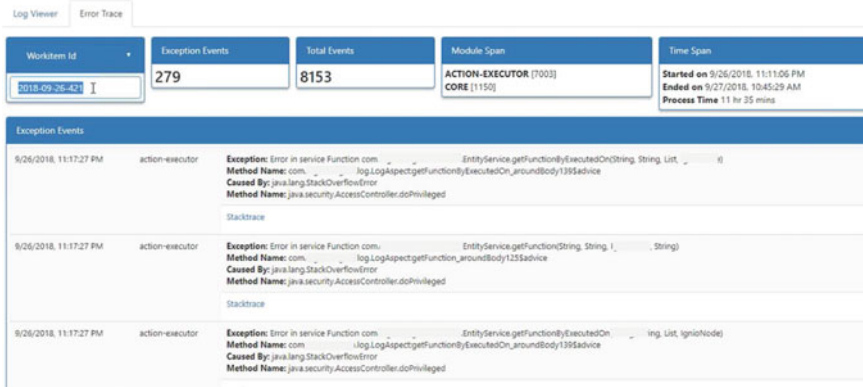 Log Viewer Error Trace
Workitem Id Exception Events Total Events Module Span Time Span
2018-09-26-421 279 8153 ACTION-EXECUTOR [7003] Started on 9/26/2018, 11:11:06 PM
CORE [1150] Ended on 9/27/2018, 10:45:29 AM
Process Time 11 hr 35 mins
Exception Events
9/26/2018, 11:17:27 PM action-executor Exception: Error in service Function com .EntityService.getFunctionByExecutedOn(String, String, List,
Method Name: com. .log.LogAspect:getFunctionByExecutedOn_aroundBody139$advice
Caused By: java.lang.StackOverflowError
Method Name: java.security.AccessController.doPrivileged
Stacktrace
9/26/2018, 11:17:27 PM action-executor Exception: Error in service Function com. EntityService.getFunction(String, String, , String)
Method Name: com. log.LogAspect:getFunction_aroundBody125$advice
Caused By: java.lang.StackOverflowError
Method Name: java.security.AccessController.doPrivileged
Stacktrace
9/26/2018, 11:17:27 PM action-executor Exception: Error in service Function com .EntityService.getFunctionByExecutedOn ing, List, IgnioNode)
Method Name: com .log.LogAspect:getFunctionByExecutedOn_aroundBody139$advice
Caused By: java.lang.StackOverflowError
Method Name: java.security.AccessController.doPrivileged